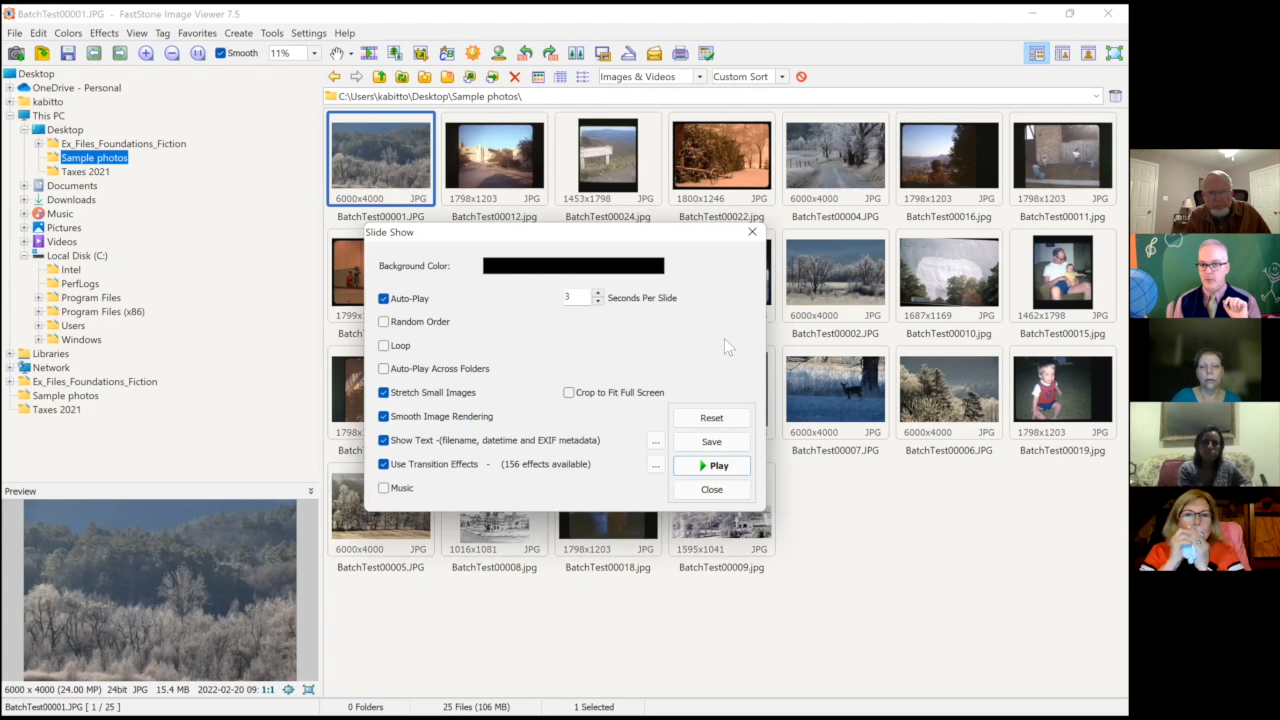 BatchTest00001.JPG - FastStone Image Viewer 7.5
File Edit Colors Effects View Tag Favorites Create Tools Settings Help
Smooth 11% Images & Videos Custom Sort
Desktop
OneDrive - Personal
kabitto
This PC
Desktop
Ex_Files_Foundations_Fiction
Sample photos
Taxes 2021
Documents
Downloads
Music
Pictures
Videos
Local Disk (C:)
Intel
PerfLogs
Program Files
Program Files (x86)
Users
Windows
Libraries
Network
Ex_Files_Foundations_Fiction
Sample photos
Taxes 2021
Preview
6000 x 4000 (24.00 MP) 24bit JPG 15.4 MB 2022-02-20 09: 1:1
BatchTest00001.JPG [ 1 / 25 ]
C:\Users\kabitto\Desktop\Sample photos\
6000x4000 JPG 1798x1203 JPG 1453x1798 JPG 1800x1246 JPG 6000x4000 JPG 1798x1203 JPG 1798x1203 JPG
BatchTest00001.JPG BatchTest00012.jpg BatchTest00024.jpg BatchTest00022.jpg BatchTest00004.JPG BatchTest00016.jpg BatchTest00011.jpg
6000x4000 JPG 1687x1169 JPG 1462x1798 JPG
BatchTest00002.JPG BatchTest00010.jpg BatchTest00015.jpg
6000x4000 JPG 6000x4000 JPG 1798x1203 JPG
BatchTest00007.JPG BatchTest00006.JPG BatchTest00019.jpg
6000x4000 JPG 1016x1081 JPG 1798x1203 JPG 1595x1041 JPG
BatchTest00005.JPG BatchTest00008.jpg BatchTest00018.jpg BatchTest00009.jpg
Slide Show
Background Color:
Auto-Play 3 Seconds Per Slide
Random Order
Loop
Auto-Play Across Folders
Stretch Small Images Crop to Fit Full Screen
Smooth Image Rendering
Show Text -(filename, datetime and EXIF metadata) ...
Use Transition Effects - (156 effects available) ...
Music
Reset
Save
Play
Close
0 Folders 25 Files (106 MB) 1 Selected